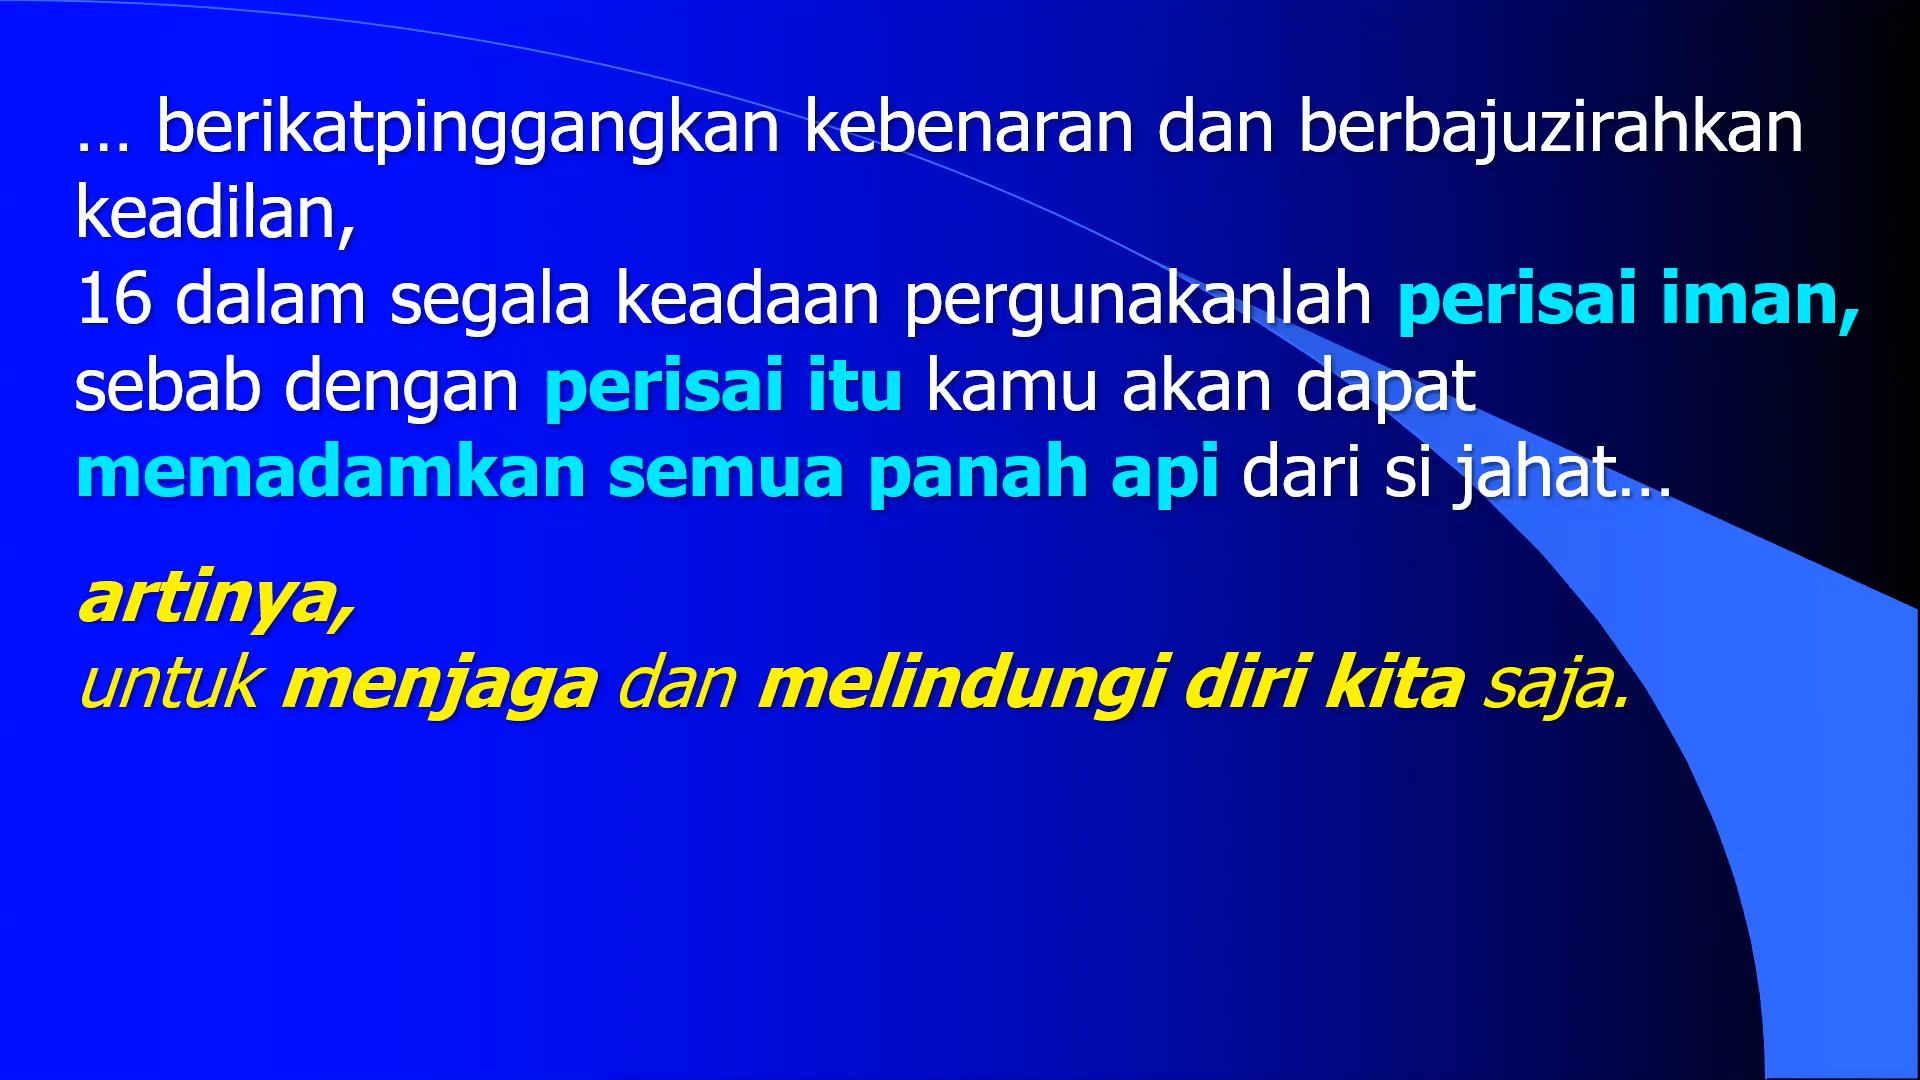 … berikatpinggangkan kebenaran dan berbajuzirahkan
keadilan,
16 dalam segala keadaan pergunakanlah perisai iman,
sebab dengan perisai itu kamu akan dapat
memadamkan semua panah api dari si jahat…
artinya,
untuk menjaga dan melindungi diri kita saja.